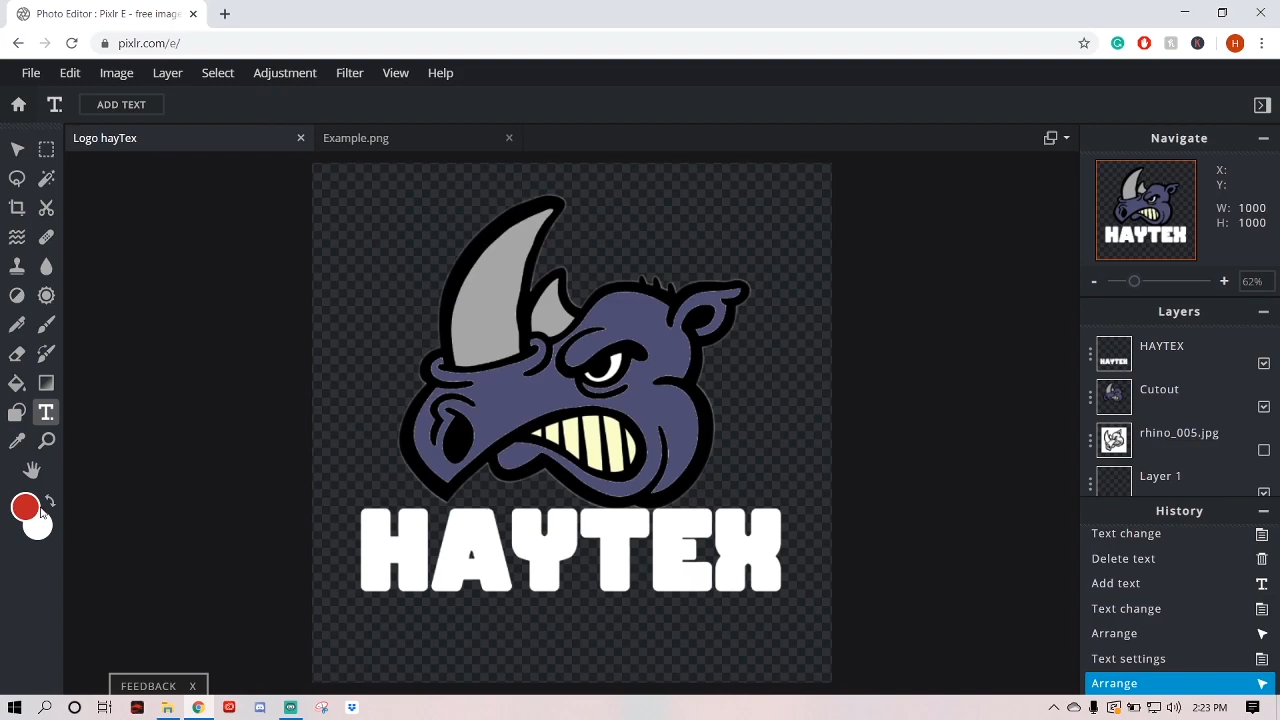 Photo Editor : Pixlr E - free image
pixlr.com/e/
H
File Edit Image Layer Select Adjustment Filter View Help
T. ADD TEXT
Logo hayTex
Example.png
Navigate
X:
Y:
W: 1000
H: 1000
HAYTEX
- + 62%
Layers
HAYTEX
Cutout
rhino_005.jpg
Layer 1
T.
HAYTEX
History
Text change
Delete text
Add text
Text change
Arrange
Text settings
Arrange
FEEDBACK X
2:23 PM